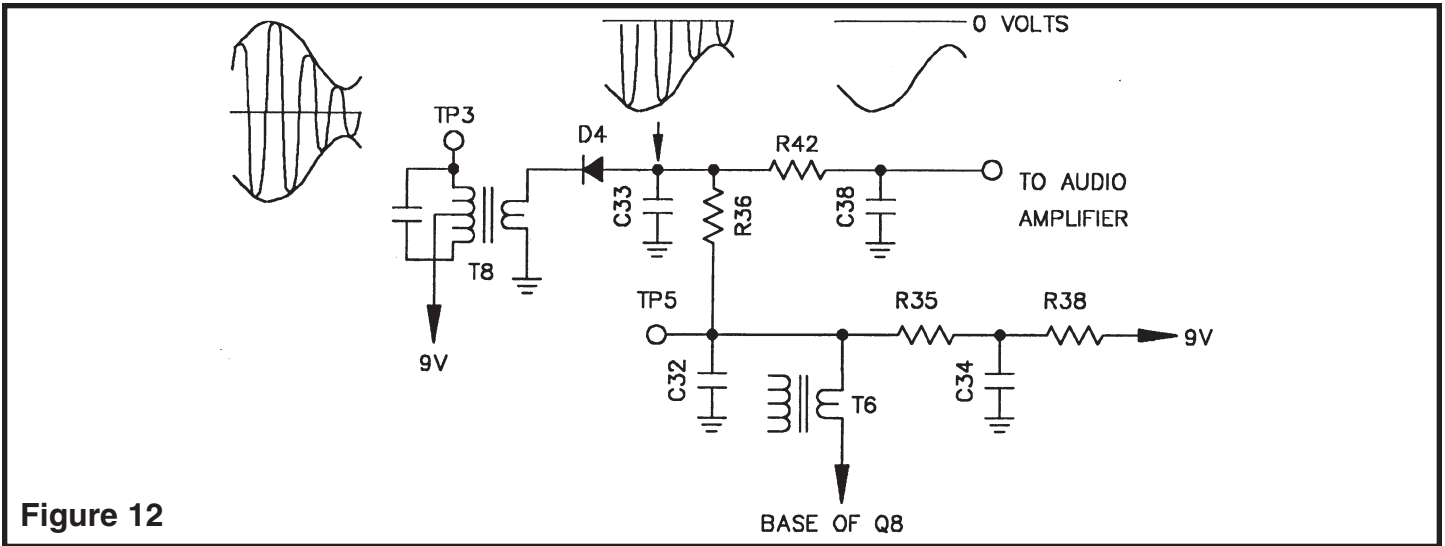 0 VOLTS
TP3
D4
R42
C33
R36
C38
TO AUDIO
AMPLIFIER
T8
TP5
R35
R38
9V
9V
C32
T6
C34
BASE OF Q8
Figure 12